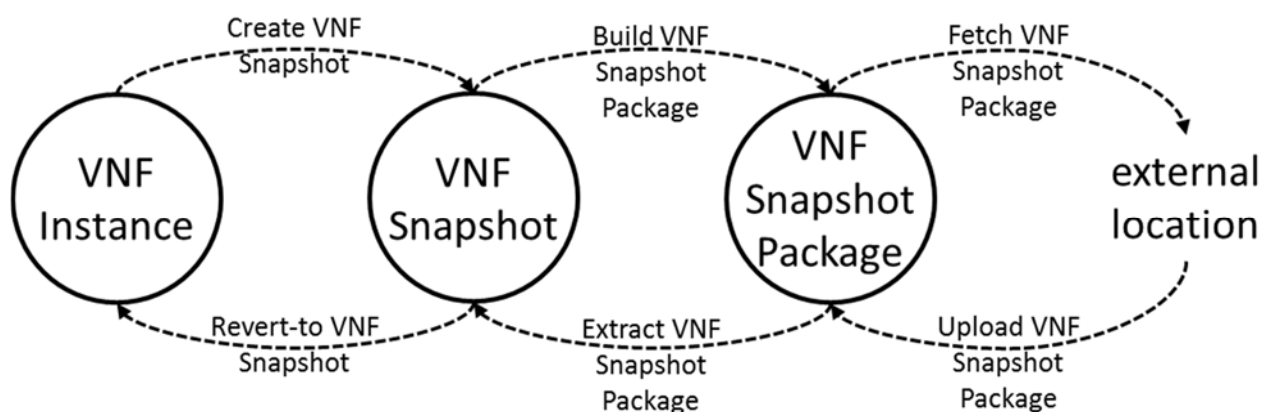 Create VNF
Snapshot
Build VNF
Snapshot
Package
Fetch VNF
Snapshot
Package
VNF
Instance
VNF
Snapshot
VNF
Snapshot
Package
external
location
Revert-to VNF
Snapshot
Extract VNF
Snapshot
Package
Upload VNF
Snapshot
Package